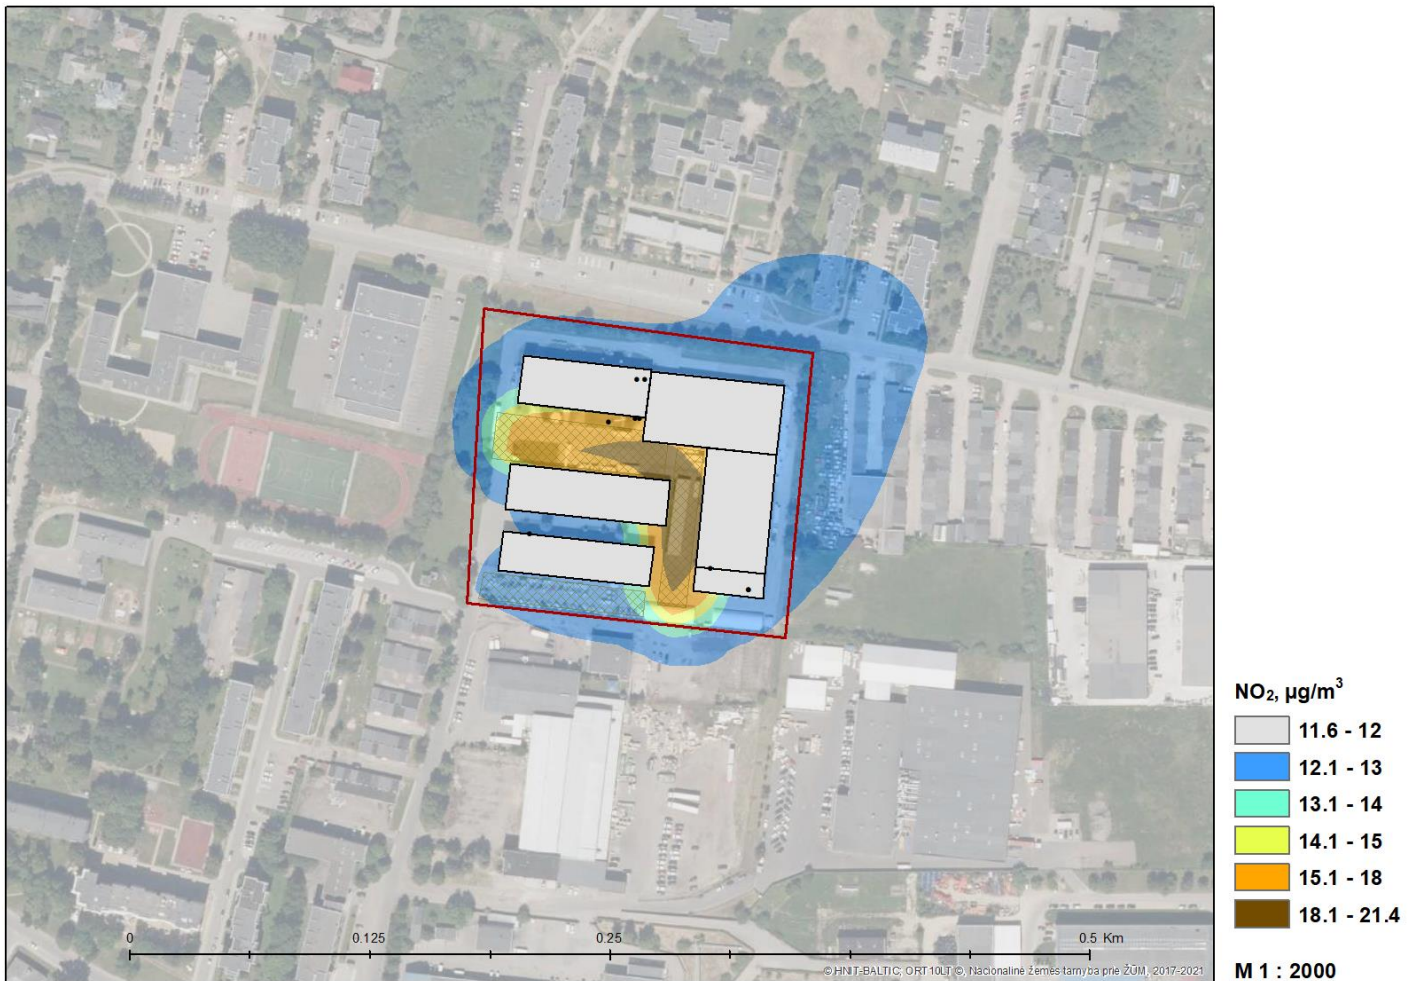 NO₂, µg/m³
11.6 - 12
12.1 - 13
13.1 - 14
14.1 - 15
15.1 - 18
18.1 - 21.4
0 0.125 0.25 0.5 Km
© HNIT-BALTIC, ORT10LT ©, Nacionalinė žemės tarnyba prie ŽŪM, 2017-2021
M 1 : 2000